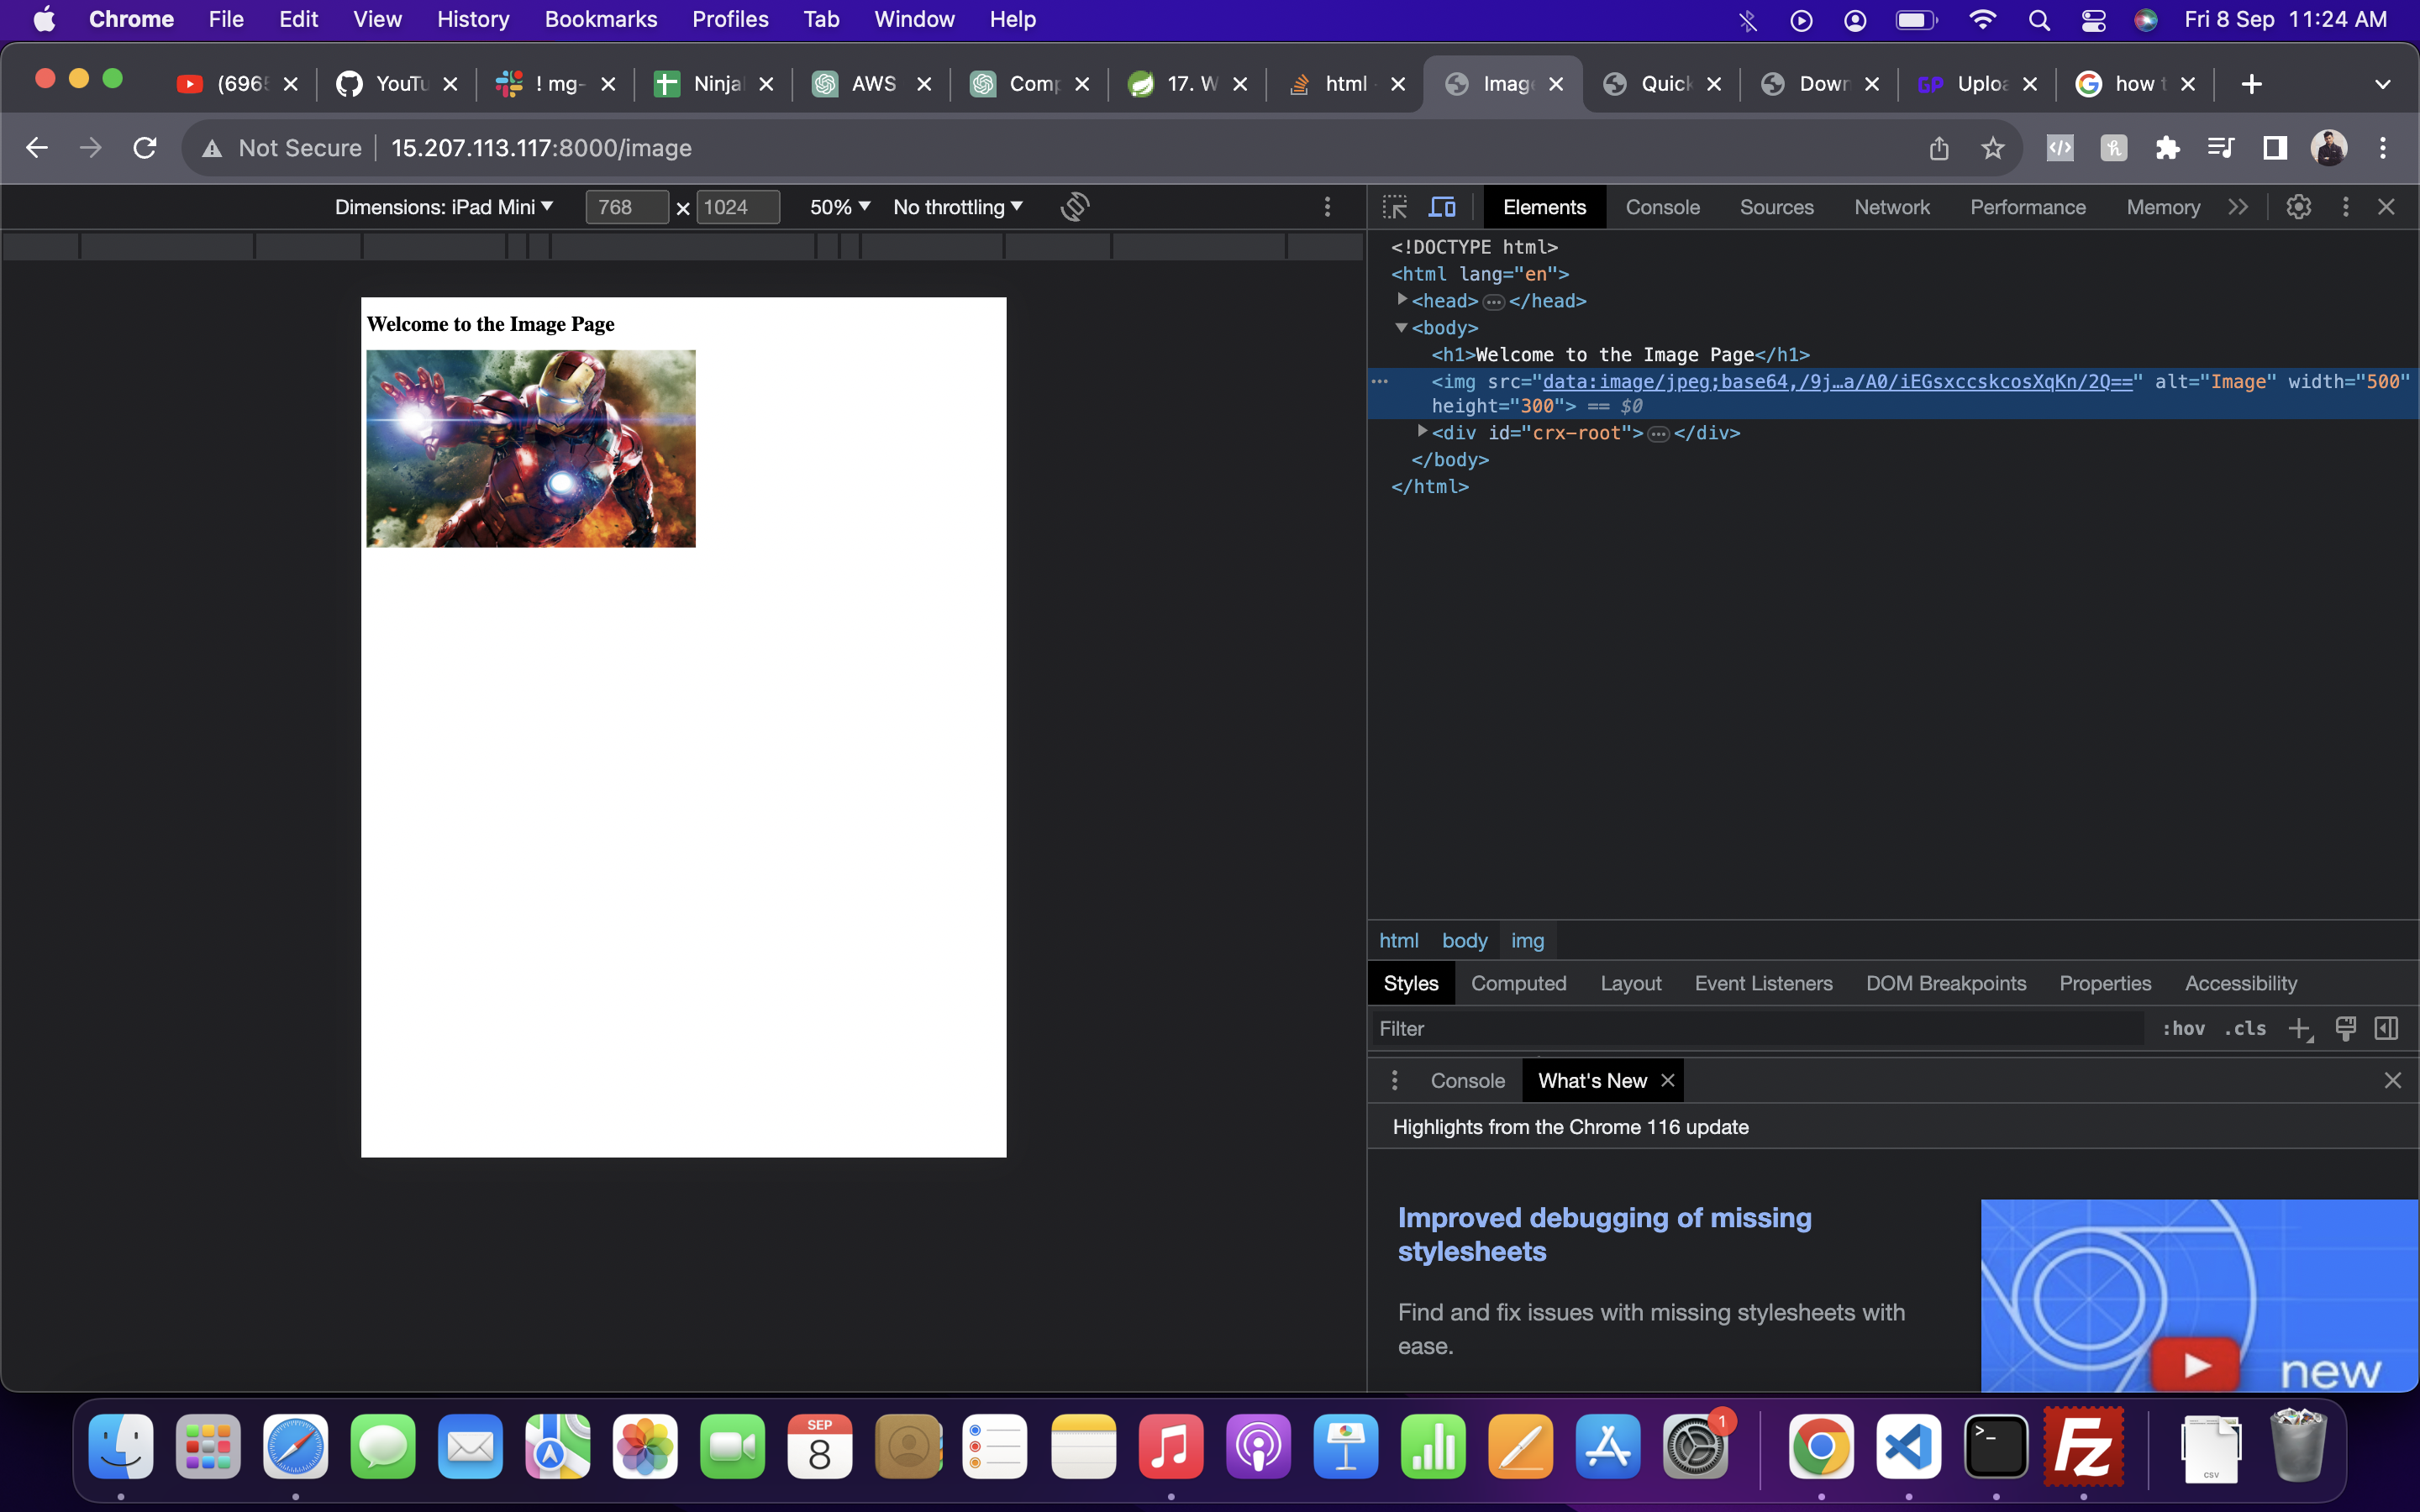 Chrome File Edit View History Bookmarks Profiles Tab Window Help Fri 8 Sep 11:24 AM
(696 YouTu ! mg- Ninja AWS Com 17. W html Imag Quick Down GP Uploa how t
Not Secure 15.207.113.117:8000/image
Dimensions: iPad Mini 768 × 1024 50% No throttling
Elements Console Sources Network Performance Memory
Welcome to the Image Page
<!DOCTYPE html>
<html lang="en">
<head> … </head>
<body>
<h1>Welcome to the Image Page</h1>
<img src="data:image/jpeg;base64,/9j…a/A0/iEGsxccskcosXqKn/2Q==" alt="Image" width="500"
height="300"> == $0
<div id="crx-root"> … </div>
</body>
</html>
html body img
Styles Computed Layout Event Listeners DOM Breakpoints Properties Accessibility
Filter :hov .cls
Console What's New
Highlights from the Chrome 116 update
Improved debugging of missing
stylesheets
Find and fix issues with missing stylesheets with
ease.
new
SEP
8
1
>_
Fz
CSV